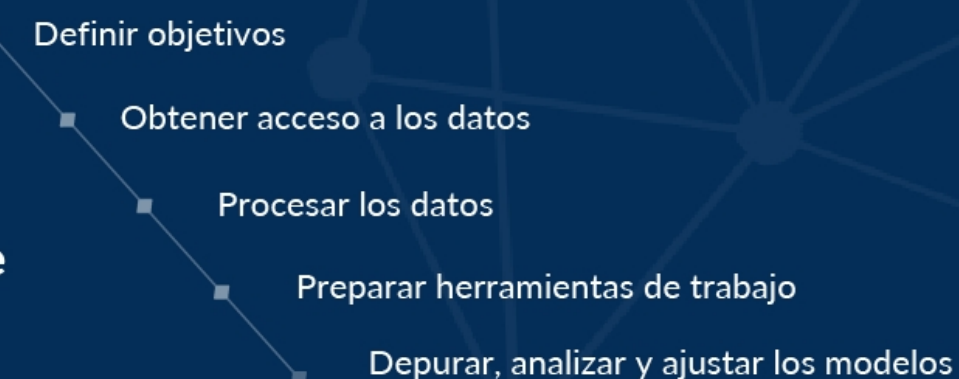 Definir objetivos
Obtener acceso a los datos
Procesar los datos
e
Preparar herramientas de trabajo
Depurar, analizar y ajustar los modelos